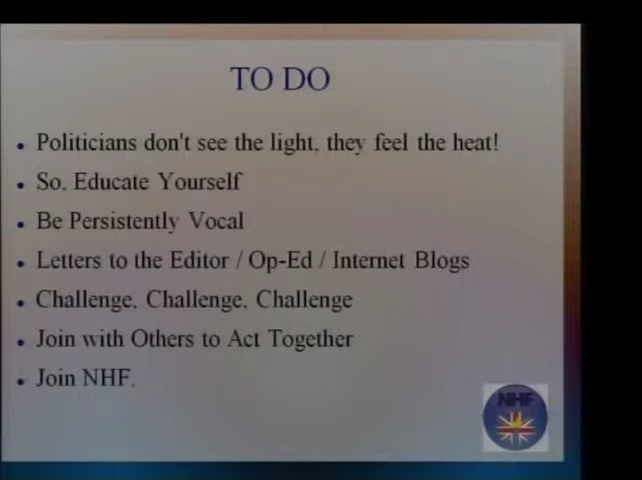 TO DO
• Politicians don't see the light, they feel the heat!
• So, Educate Yourself
• Be Persistently Vocal
• Letters to the Editor / Op-Ed / Internet Blogs
• Challenge, Challenge, Challenge
• Join with Others to Act Together
• Join NHF.
NHF